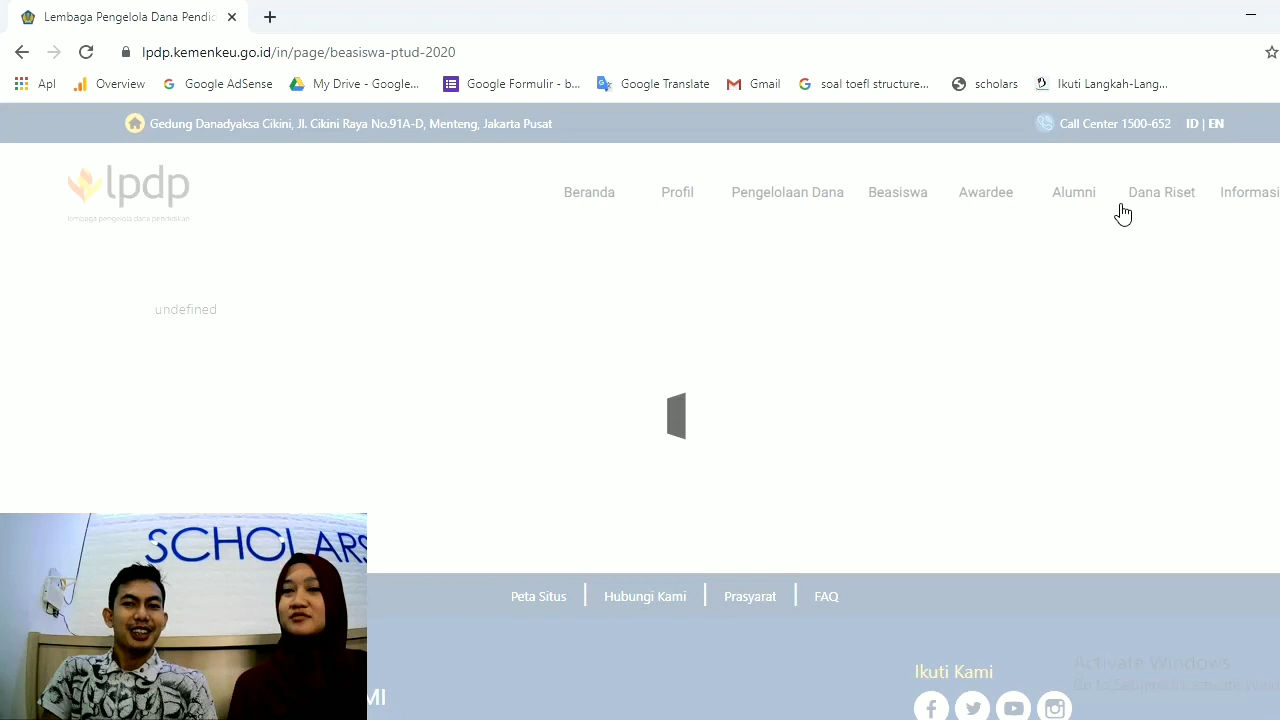 Lembaga Pengelola Dana Pendic
lpdp.kemenkeu.go.id/in/page/beasiswa-ptud-2020
Apl Overview Google AdSense My Drive - Google... Google Formulir - b... Google Translate Gmail soal toefl structure... scholars Ikuti Langkah-Lang...
Gedung Danadyaksa Cikini, Jl. Cikini Raya No.91A-D, Menteng, Jakarta Pusat Call Center 1500-652 ID | EN
lpdp
lembaga pengelola dana pendidikan
Beranda Profil Pengelolaan Dana Beasiswa Awardee Alumni Dana Riset Informasi
undefined
SCHOLARS
Peta Situs Hubungi Kami Prasyarat FAQ
Activate Windows
Ikuti Kami
MI